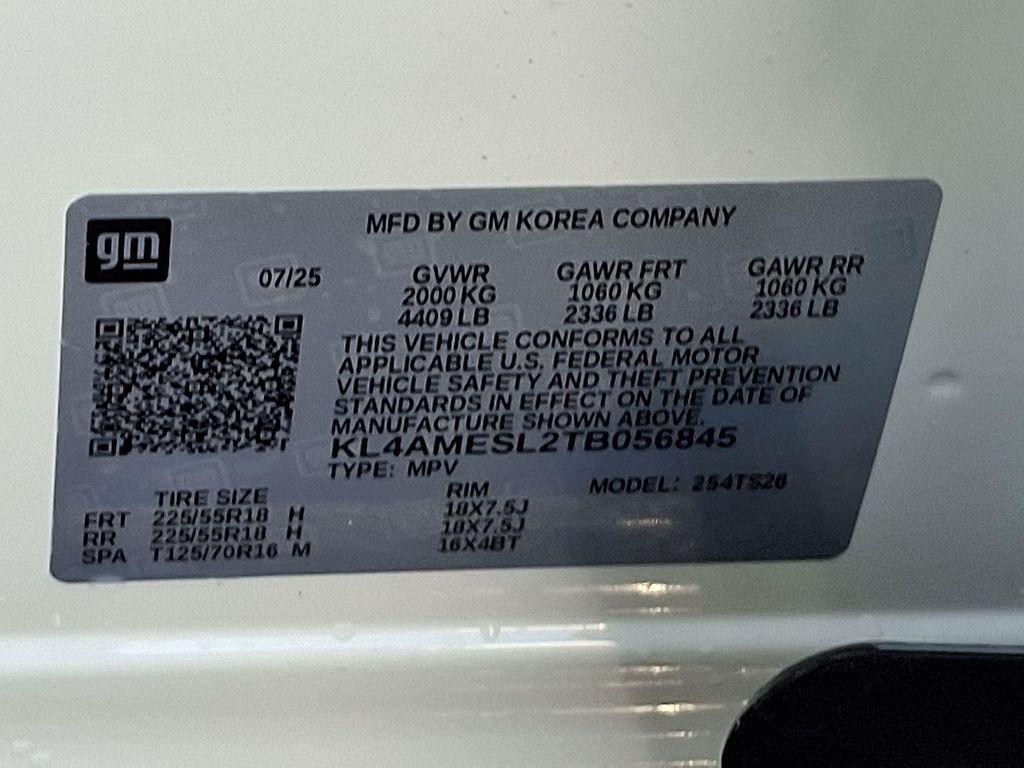 gm
MFD BY GM KOREA COMPANY
07/25 GVWR GAWR FRT GAWR RR
2000 KG 1060 KG 1060 KG
4409 LB 2336 LB 2336 LB
THIS VEHICLE CONFORMS TO ALL
APPLICABLE U.S. FEDERAL MOTOR
VEHICLE SAFETY AND THEFT PREVENTION
STANDARDS IN EFFECT ON THE DATE OF
MANUFACTURE SHOWN ABOVE.
KL4AMESL2TB056845
TYPE: MPV
TIRE SIZE RIM MODEL: 254TS26
FRT 225/55R18 H 18X7.5J
RR 225/55R18 H 18X7.5J
SPA T125/70R16 M 16X4BT